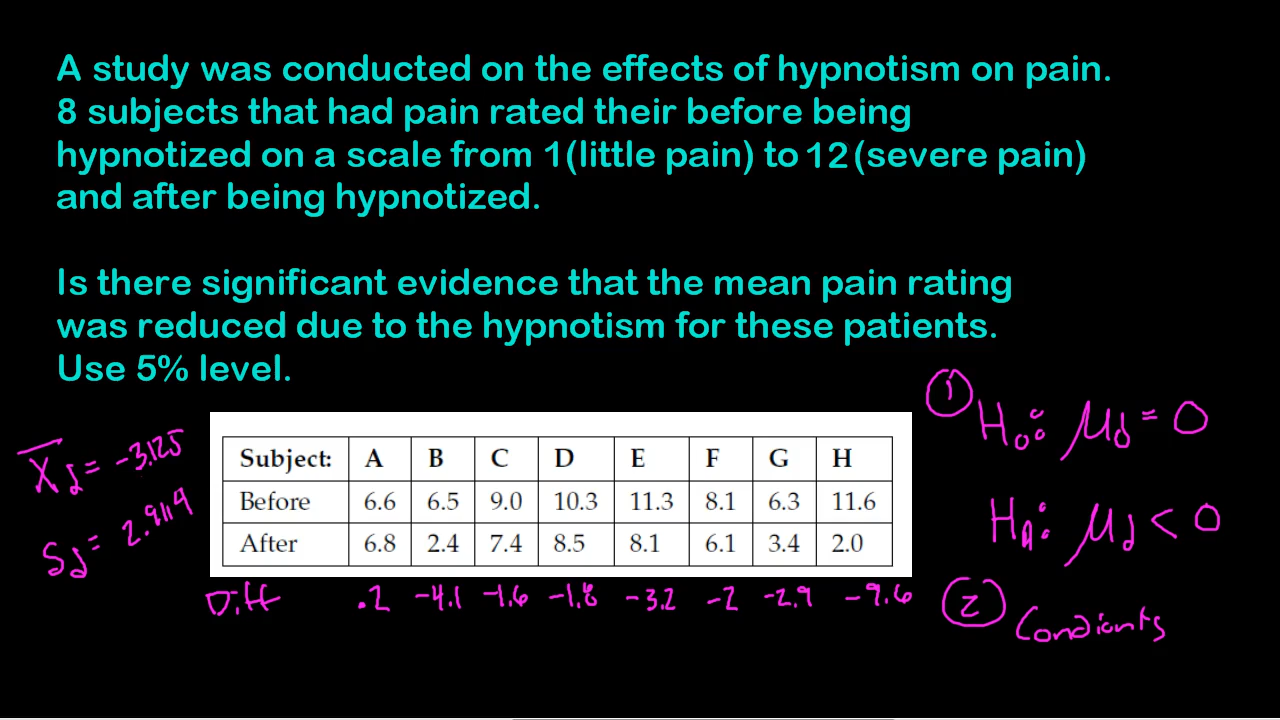 A study was conducted on the effects of hypnotism on pain.
8 subjects that had pain rated their before being
hypnotized on a scale from 1(little pain) to 12 (severe pain)
and after being hypnotized.
Is there significant evidence that the mean pain rating
was reduced due to the hypnotism for these patients.
Use 5% level.
① H₀: μd = 0
X̄d = -3.125
Sd = 2.9114
Subject: A B C D E F G H
Before 6.6 6.5 9.0 10.3 11.3 8.1 6.3 11.6
After 6.8 2.4 7.4 8.5 8.1 6.1 3.4 2.0
Diff .2 -4.1 -1.6 -1.8 -3.2 -2 -2.9 -9.6
HA: μd < 0
②